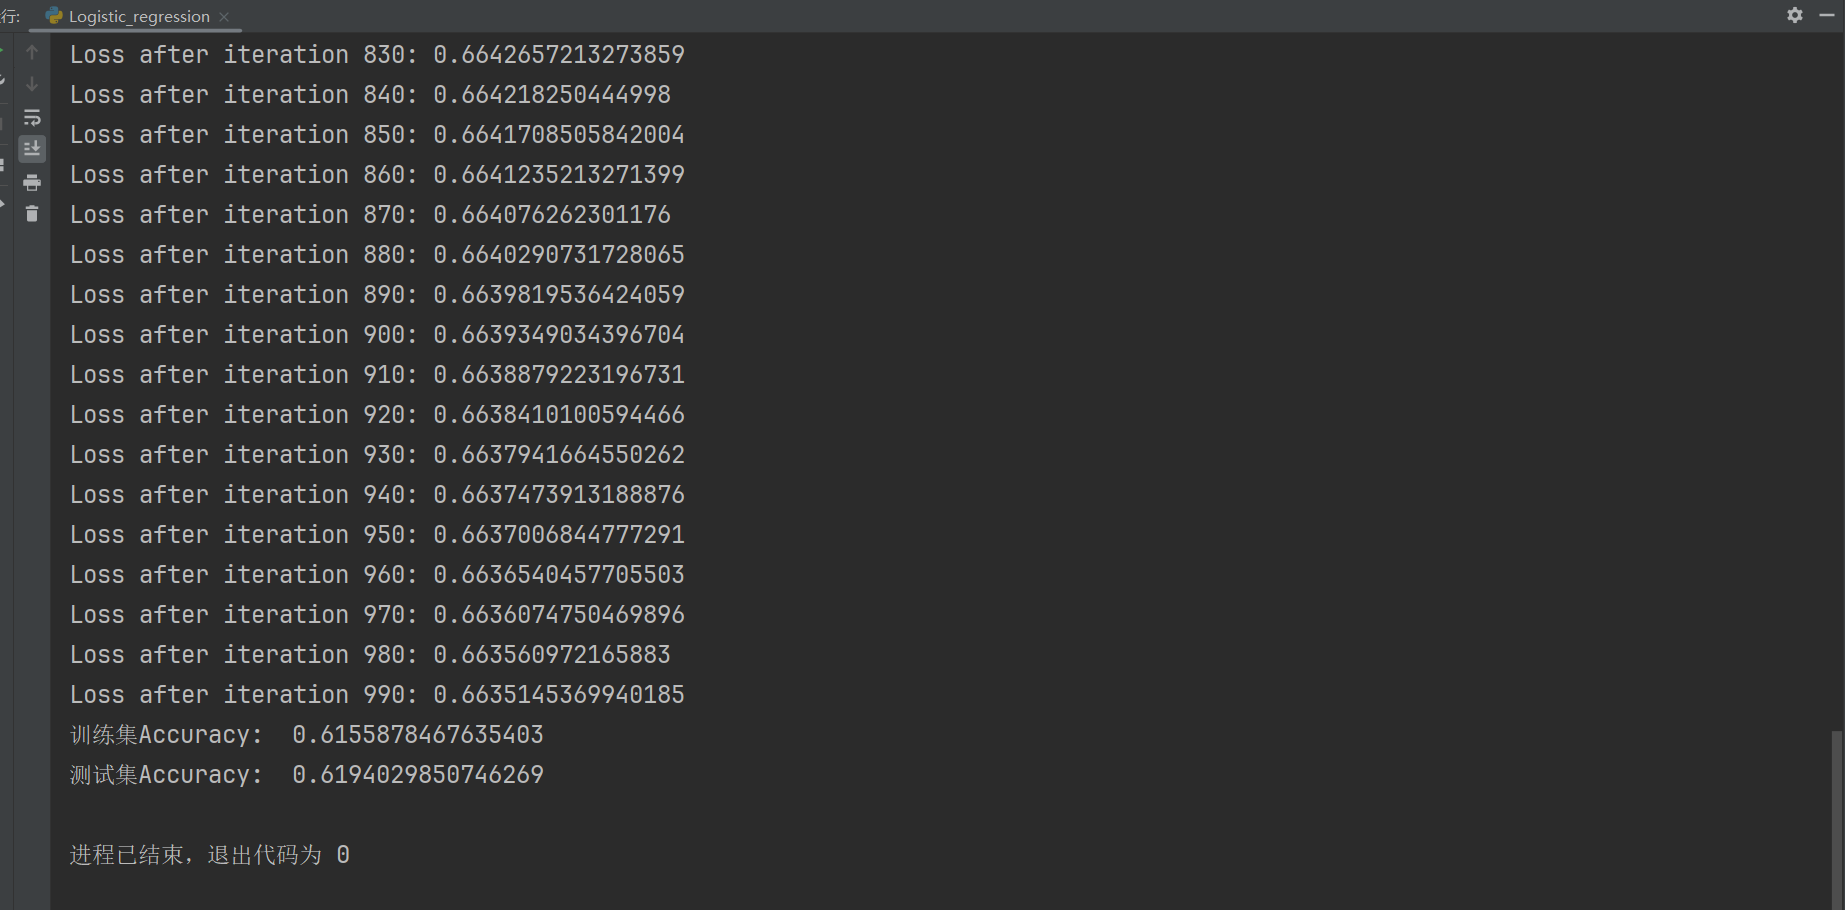 行:
Logistic_regression
Loss after iteration 830: 0.6642657213273859
Loss after iteration 840: 0.664218250444998
Loss after iteration 850: 0.6641708505842004
Loss after iteration 860: 0.6641235213271399
Loss after iteration 870: 0.664076262301176
Loss after iteration 880: 0.6640290731728065
Loss after iteration 890: 0.6639819536424059
Loss after iteration 900: 0.6639349034396704
Loss after iteration 910: 0.6638879223196731
Loss after iteration 920: 0.6638410100594466
Loss after iteration 930: 0.6637941664550262
Loss after iteration 940: 0.6637473913188876
Loss after iteration 950: 0.6637006844777291
Loss after iteration 960: 0.6636540457705503
Loss after iteration 970: 0.6636074750469896
Loss after iteration 980: 0.663560972165883
Loss after iteration 990: 0.6635145369940185
训练集Accuracy:  0.6155878467635403
测试集Accuracy:  0.6194029850746269
进程已结束，退出代码为 0